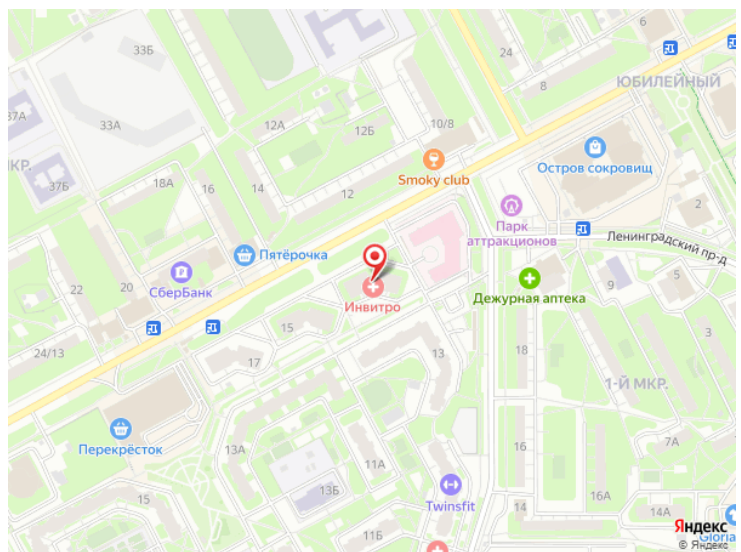 33Б
24
6
ЮБИЛЕЙНЫЙ
8
37А
33А
12А
12Б
10/8
МКР.
Остров сокровищ
Smoky club
37Б
18А
16
14
12
2
Парк
аттракционов
Ленинградский пр-д
22
20
Пятёрочка
СберБанк
Инвитро
Дежурная аптека
9
5
15
3
24/13
17
13
18
1-й МКР.
Перекрёсток
13А
11А
16
7А
15
13Б
Twinsfit
16А
14
14А
11Б
Gloria
Яндекс
© Яндекс